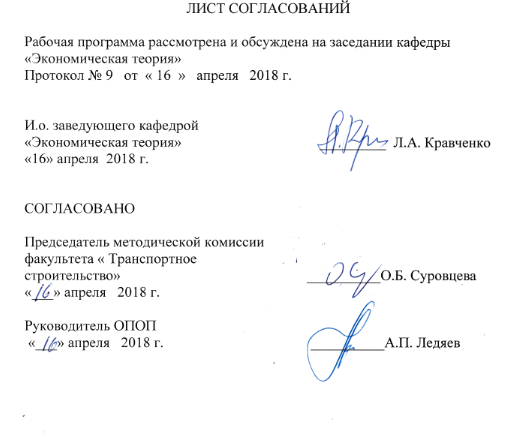 ЛИСТ СОГЛАСОВАНИЙ
Рабочая программа рассмотрена и обсуждена на заседании кафедры
«Экономическая теория»
Протокол № 9 от « 16 » апреля 2018 г.
И.о. заведующего кафедрой
«Экономическая теория» Л.А. Кравченко
«16» апреля 2018 г.
СОГЛАСОВАНО
Председатель методической комиссии
факультета « Транспортное
строительство» О.Б. Суровцева
«16» апреля 2018 г.
Руководитель ОПОП
«16» апреля 2018 г. А.П. Ледяев